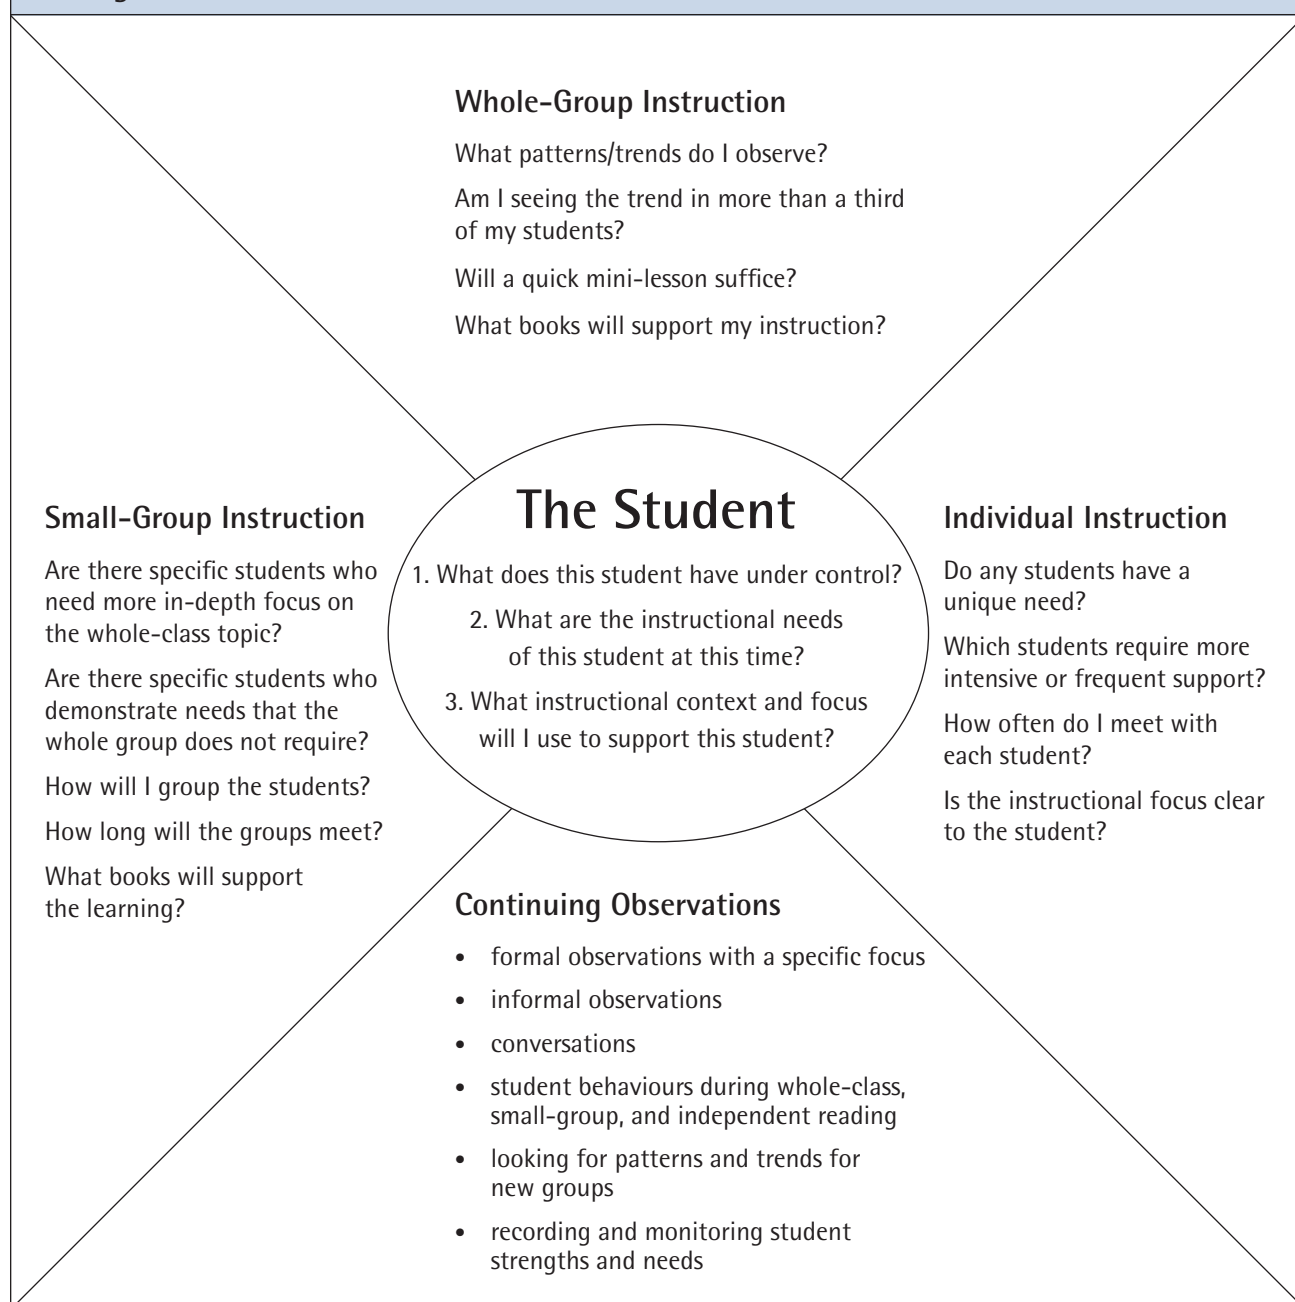 Whole-Group Instruction
What patterns/trends do I observe?
Am I seeing the trend in more than a third
of my students?
Will a quick mini-lesson suffice?
What books will support my instruction?
Small-Group Instruction
Are there specific students who
need more in-depth focus on
the whole-class topic?
Are there specific students who
demonstrate needs that the
whole group does not require?
How will I group the students?
How long will the groups meet?
What books will support
the learning?
The Student
1. What does this student have under control?
2. What are the instructional needs
of this student at this time?
3. What instructional context and focus
will I use to support this student?
Individual Instruction
Do any students have a
unique need?
Which students require more
intensive or frequent support?
How often do I meet with
each student?
Is the instructional focus clear
to the student?
Continuing Observations
• formal observations with a specific focus
• informal observations
• conversations
• student behaviours during whole-class,
small-group, and independent reading
• looking for patterns and trends for
new groups
• recording and monitoring student
strengths and needs